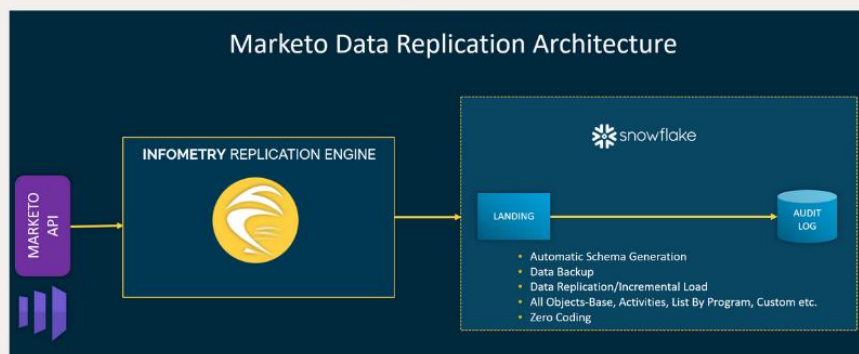 Marketo Data Replication Architecture
snowflake
INFOMETRY REPLICATION ENGINE
MARKETO
API
LANDING
AUDIT
LOG
• Automatic Schema Generation
• Data Backup
• Data Replication/Incremental Load
• All Objects-Base, Activities, List By Program, Custom etc.
• Zero Coding